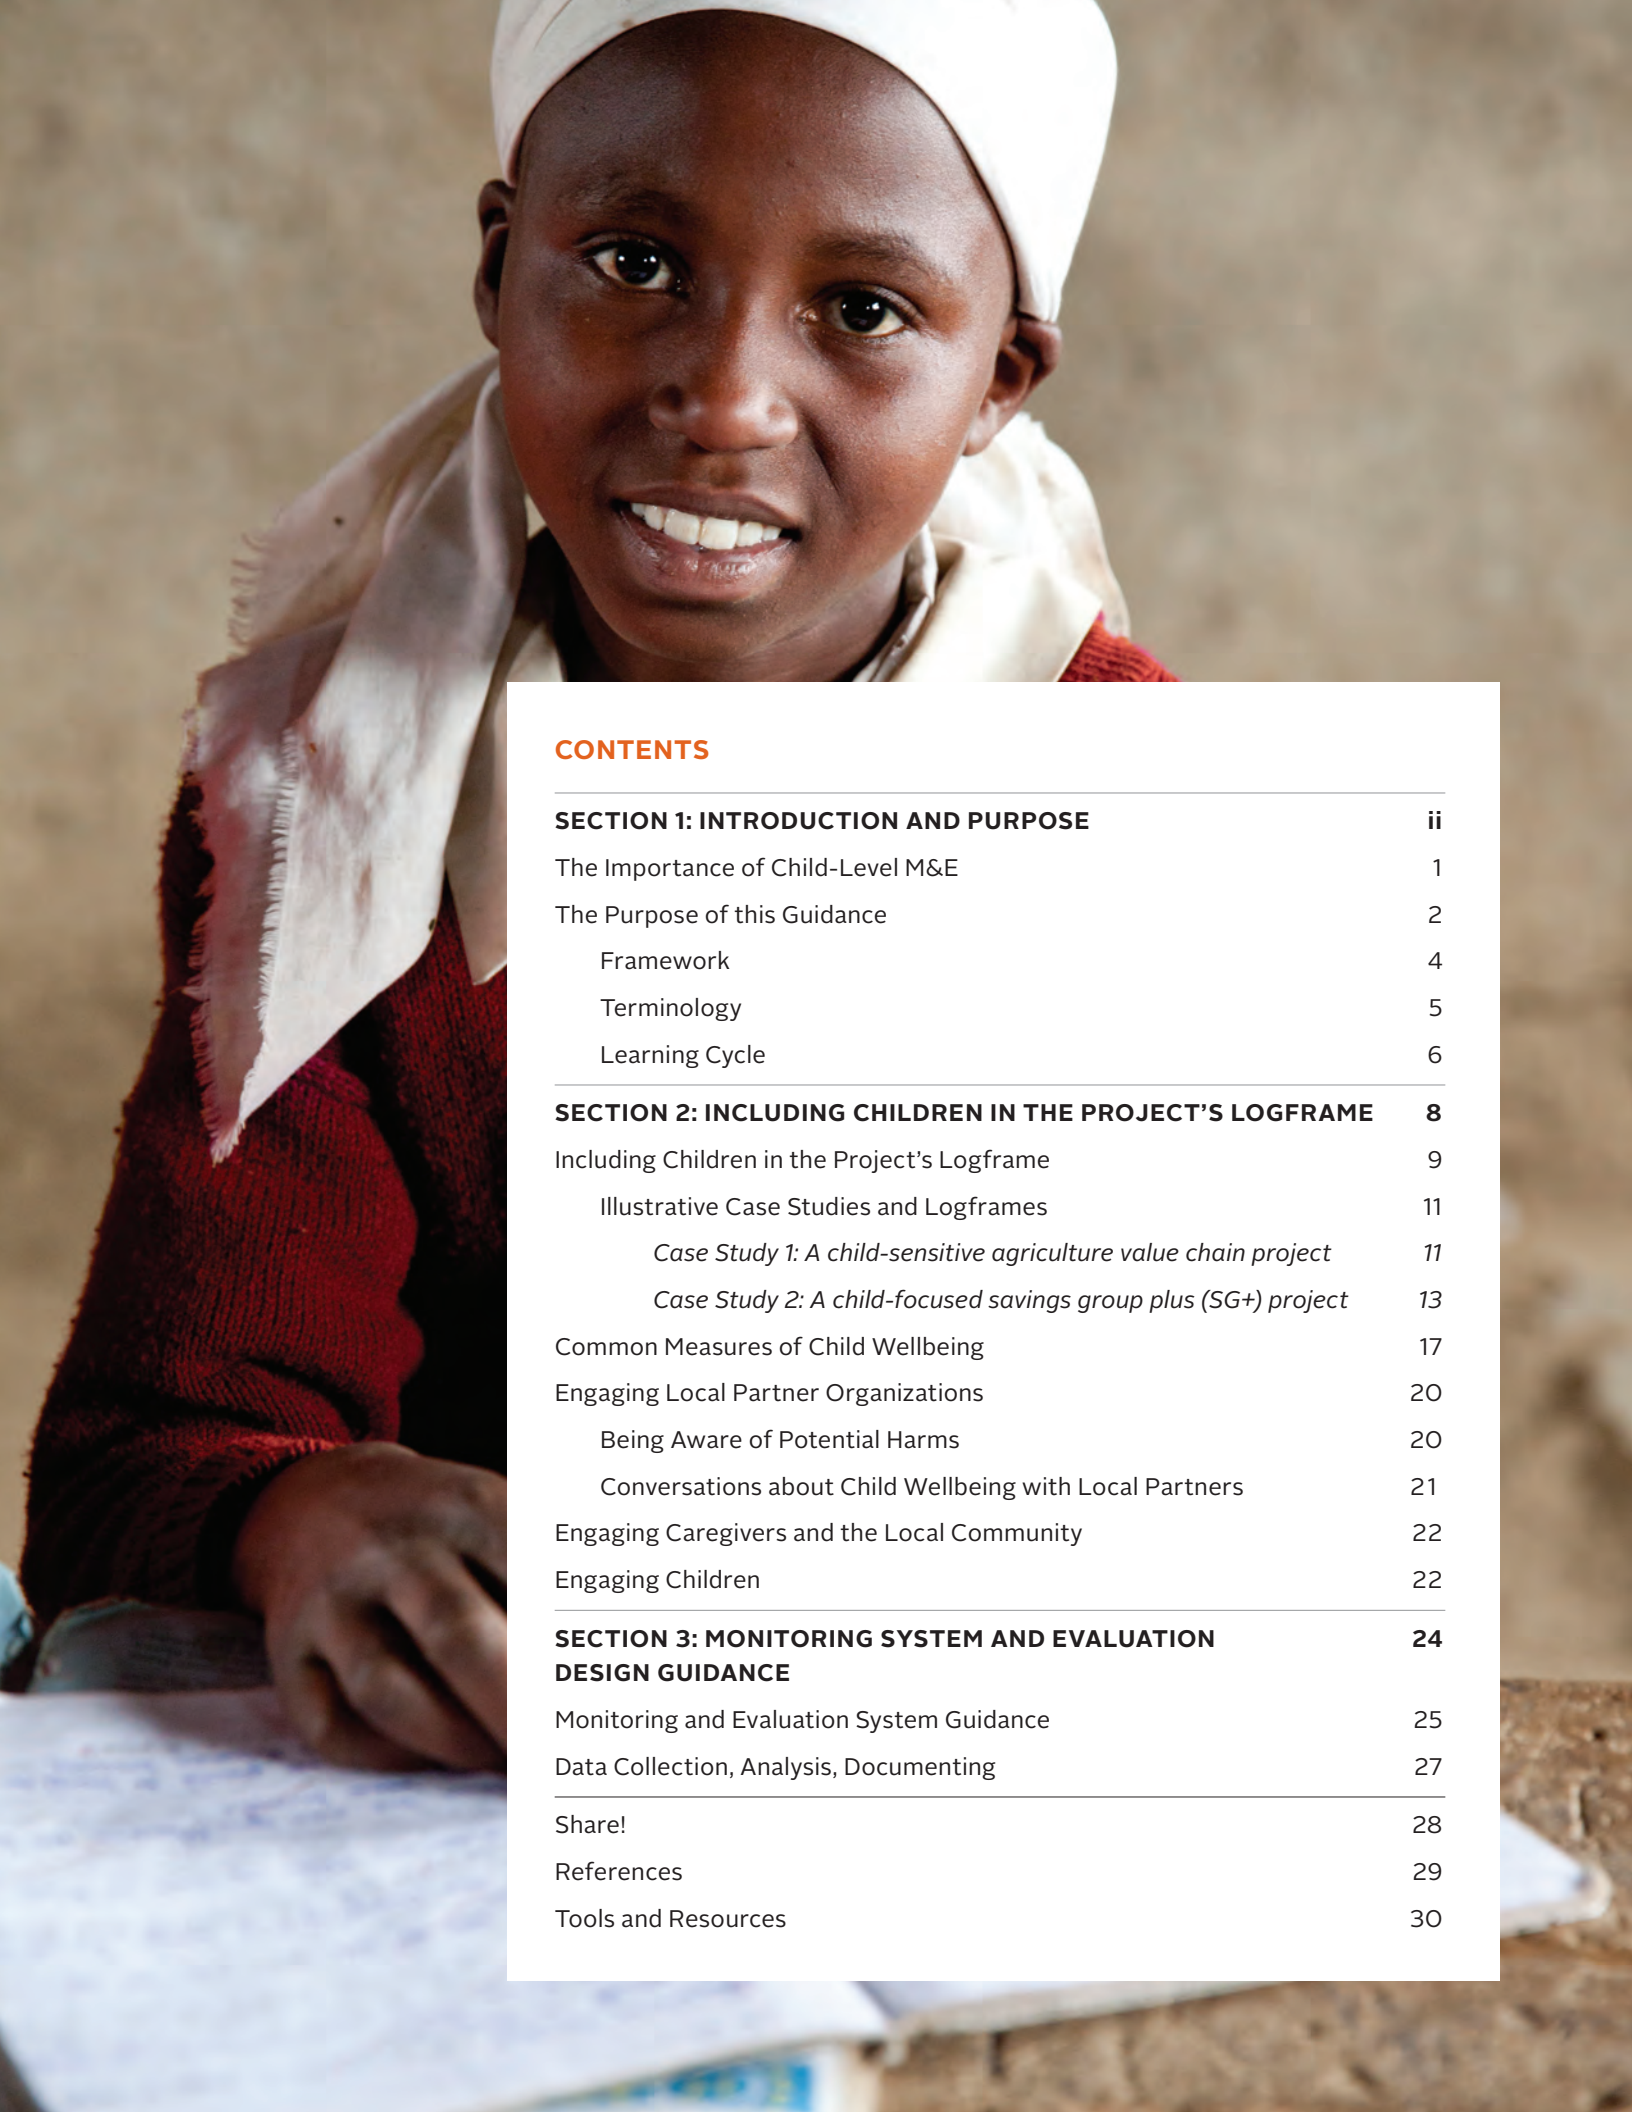 CONTENTS
SECTION 1: INTRODUCTION AND PURPOSE ii
The Importance of Child-Level M&E 1
The Purpose of this Guidance 2
Framework 4
Terminology 5
Learning Cycle 6
SECTION 2: INCLUDING CHILDREN IN THE PROJECT’S LOGFRAME 8
Including Children in the Project’s Logframe 9
Illustrative Case Studies and Logframes 11
Case Study 1: A child-sensitive agriculture value chain project 11
Case Study 2: A child-focused savings group plus (SG+) project 13
Common Measures of Child Wellbeing 17
Engaging Local Partner Organizations 20
Being Aware of Potential Harms 20
Conversations about Child Wellbeing with Local Partners 21
Engaging Caregivers and the Local Community 22
Engaging Children 22
SECTION 3: MONITORING SYSTEM AND EVALUATION 24
DESIGN GUIDANCE
Monitoring and Evaluation System Guidance 25
Data Collection, Analysis, Documenting 27
Share! 28
References 29
Tools and Resources 30